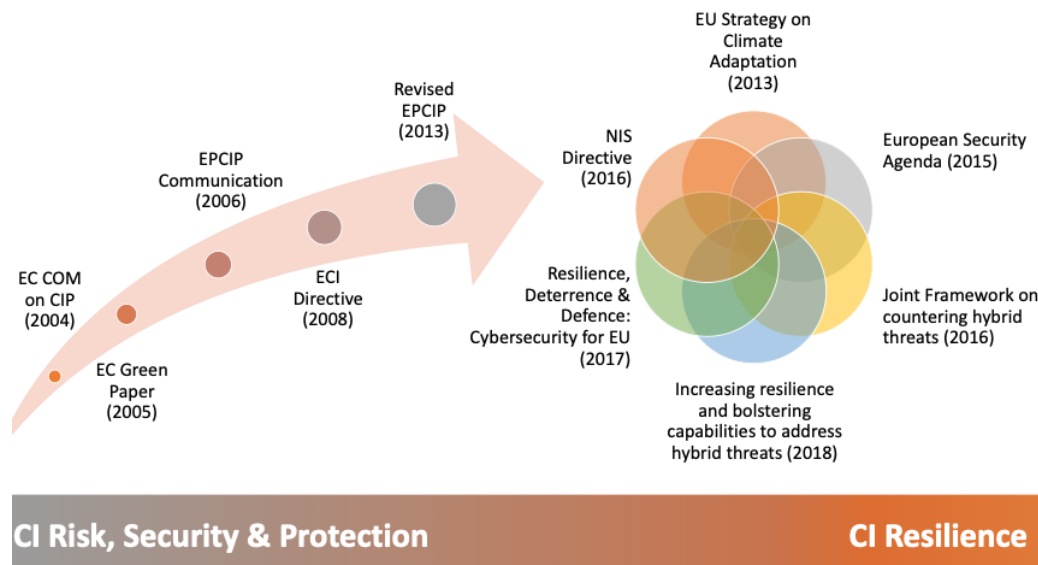 EC Green
Paper
(2005)
EC COM
on CIP
(2004)
EPCIP
Communication
(2006)
ECI
Directive
(2008)
Revised
EPCIP
(2013)
EU Strategy on
Climate
Adaptation
(2013)
European Security
Agenda (2015)
Joint Framework on
countering hybrid
threats (2016)
Increasing resilience
and bolstering
capabilities to address
hybrid threats (2018)
Resilience,
Deterrence &
Defence:
Cybersecurity for EU
(2017)
NIS
Directive
(2016)
CI Risk, Security & Protection
CI Resilience